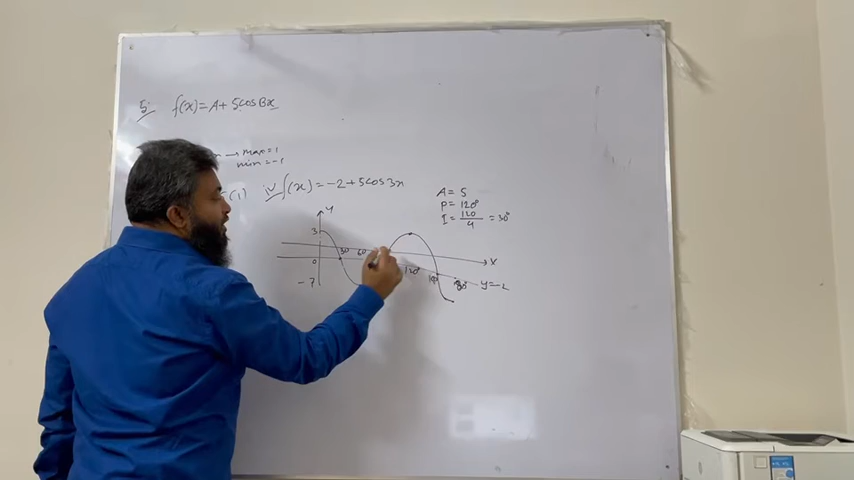 5. f(x) = A + 5cosBx
→ max = 1
min = -1
= (1) iv f(x) = -2 + 5cos3x
A = 5
P = 120°
I = 120/4 = 30°
y
3
30 60
x
0
120°
-7
y = -2